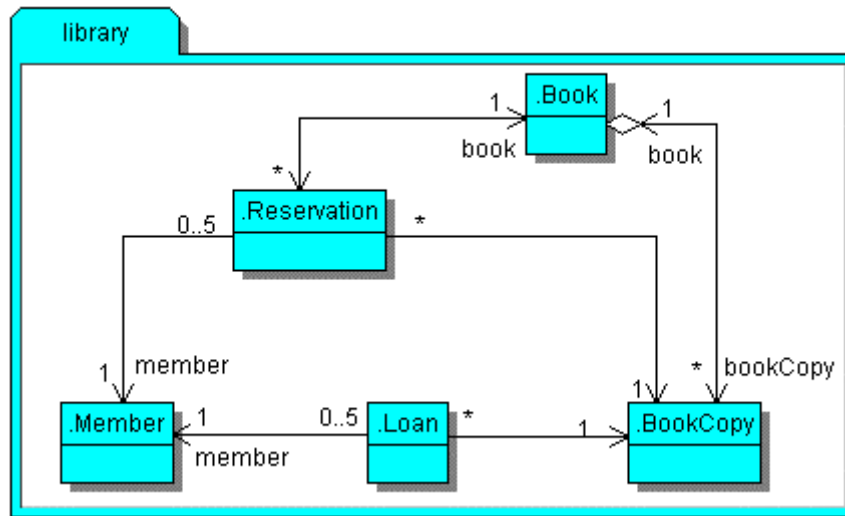 library
1
.Book
1
book
book
*
.Reservation
0..5
*
member
1
1
*
bookCopy
.Member
1
0..5
.Loan
*
1
.BookCopy
member